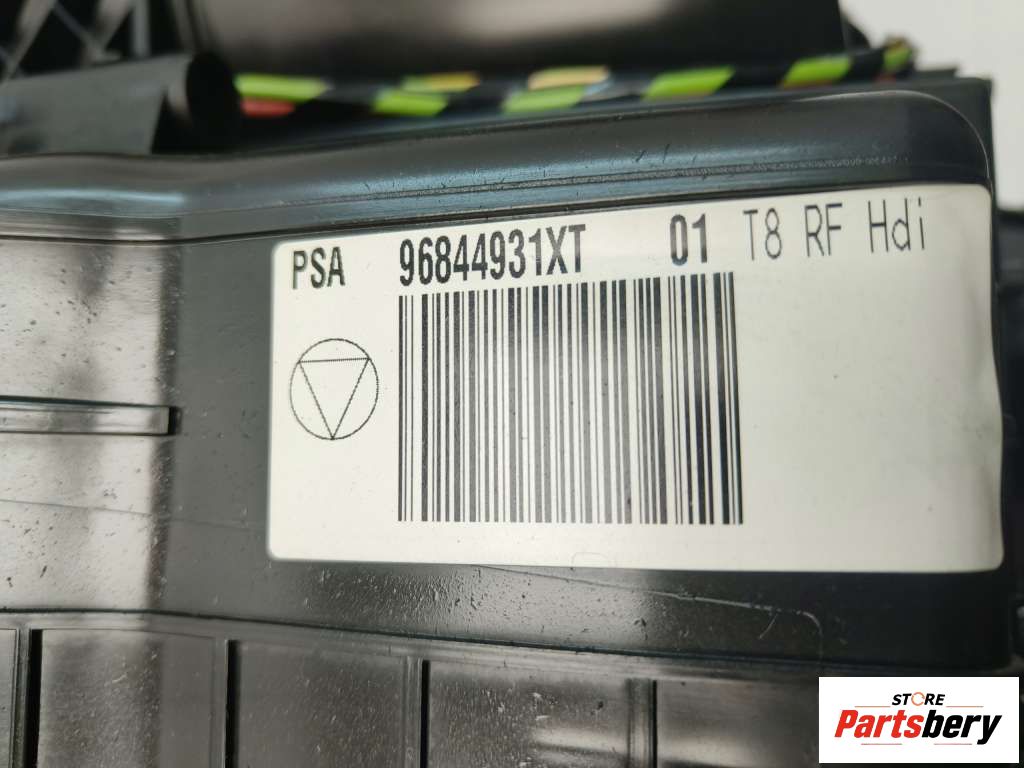 PSA 96844931XT 01 T8 RF Hdi
STORE
Partsbery